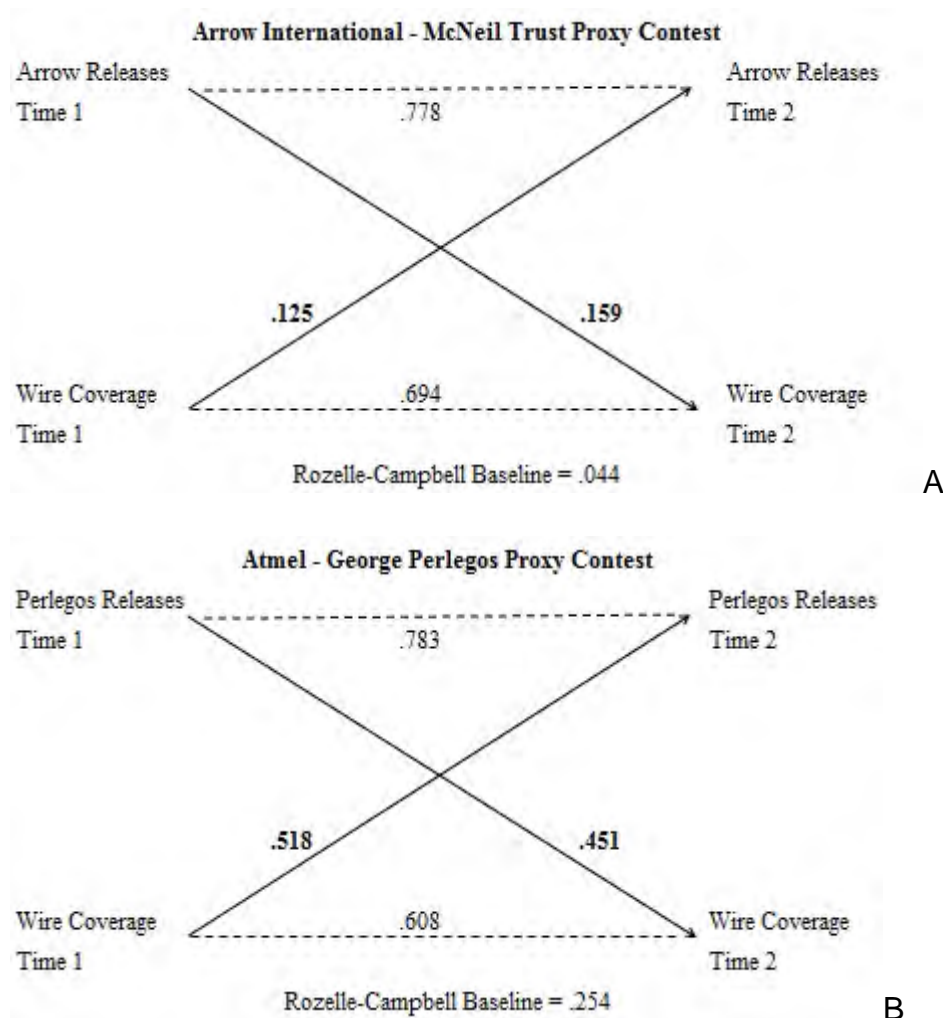 Arrow International - McNeil Trust Proxy Contest
Arrow Releases
Time 1
Arrow Releases
Time 2
.778
.125
.159
Wire Coverage
Time 1
.694
Wire Coverage
Time 2
Rozelle-Campbell Baseline = .044
A
Atmel - George Perlegos Proxy Contest
Perlegos Releases
Time 1
Perlegos Releases
Time 2
.783
.518
.451
Wire Coverage
Time 1
.608
Wire Coverage
Time 2
Rozelle-Campbell Baseline = .254
B